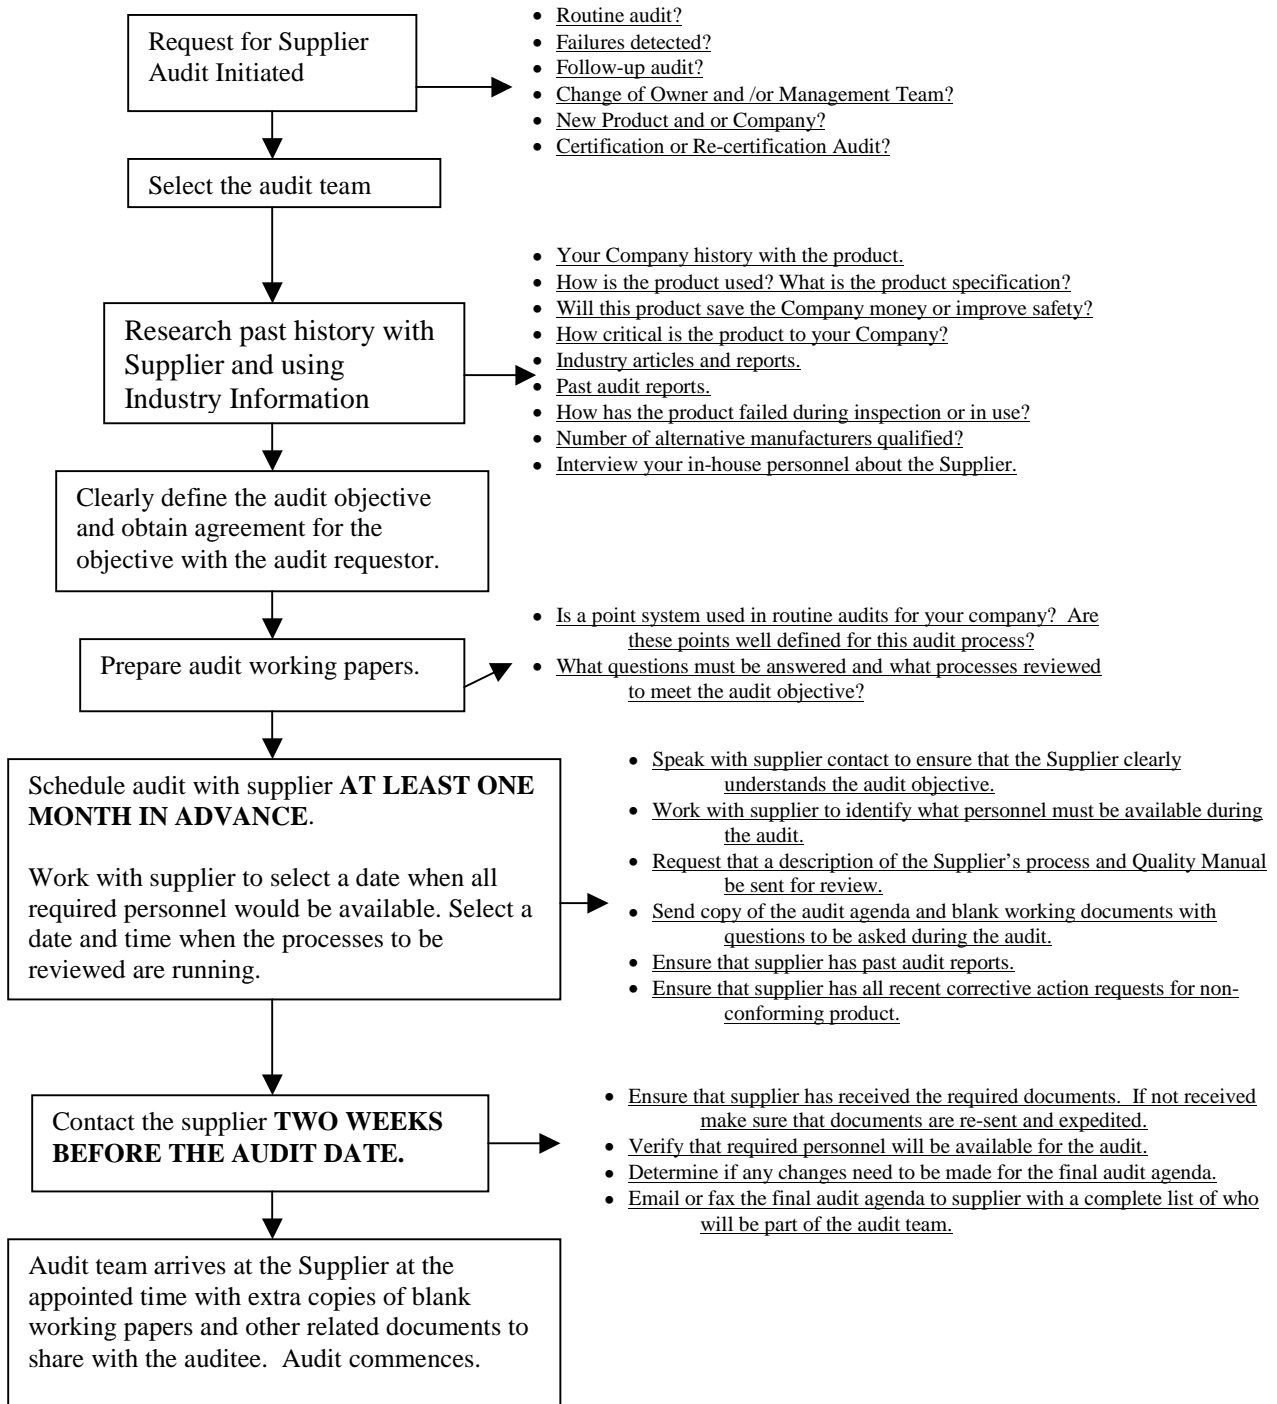 Request for Supplier
Audit Initiated
• Routine audit?
• Failures detected?
• Follow-up audit?
• Change of Owner and /or Management Team?
• New Product and or Company?
• Certification or Re-certification Audit?
Select the audit team
Research past history with
Supplier and using
Industry Information
• Your Company history with the product.
• How is the product used? What is the product specification?
• Will this product save the Company money or improve safety?
• How critical is the product to your Company?
• Industry articles and reports.
• Past audit reports.
• How has the product failed during inspection or in use?
• Number of alternative manufacturers qualified?
• Interview your in-house personnel about the Supplier.
Clearly define the audit objective
and obtain agreement for the
objective with the audit requestor.
Prepare audit working papers.
• Is a point system used in routine audits for your company?  Are
these points well defined for this audit process?
• What questions must be answered and what processes reviewed
to meet the audit objective?
Schedule audit with supplier AT LEAST ONE
MONTH IN ADVANCE.
Work with supplier to select a date when all
required personnel would be available. Select a
date and time when the processes to be
reviewed are running.
• Speak with supplier contact to ensure that the Supplier clearly
understands the audit objective.
• Work with supplier to identify what personnel must be available during
the audit.
• Request that a description of the Supplier's process and Quality Manual
be sent for review.
• Send copy of the audit agenda and blank working documents with
questions to be asked during the audit.
• Ensure that supplier has past audit reports.
• Ensure that supplier has all recent corrective action requests for non-
conforming product.
Contact the supplier TWO WEEKS
BEFORE THE AUDIT DATE.
• Ensure that supplier has received the required documents.  If not received
make sure that documents are re-sent and expedited.
• Verify that required personnel will be available for the audit.
• Determine if any changes need to be made for the final audit agenda.
• Email or fax the final audit agenda to supplier with a complete list of who
will be part of the audit team.
Audit team arrives at the Supplier at the
appointed time with extra copies of blank
working papers and other related documents to
share with the auditee.  Audit commences.